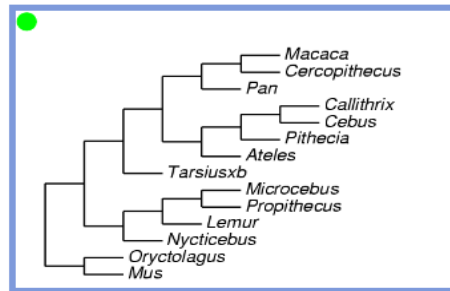 Macaca
Cercopithecus
Pan
Callithrix
Cebus
Pithecia
Ateles
Tarsiusxb
Microcebus
Propithecus
Lemur
Nycticebus
Oryctolagus
Mus